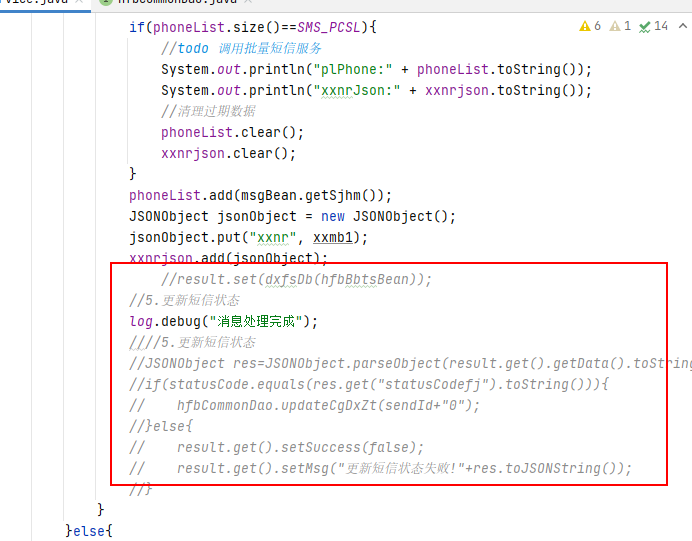 vice.java × HfbCommonDao.java ×
if(phoneList.size()==SMS_PCSL){ 6 1 14
//todo 调用批量短信服务
System.out.println("plPhone:" + phoneList.toString());
System.out.println("xxnrJson:" + xxnrjson.toString());
//清理过期数据
phoneList.clear();
xxnrjson.clear();
}
phoneList.add(msgBean.getSjhm());
JSONObject jsonObject = new JSONObject();
jsonObject.put("xxnr", xxmb1);
xxnrjson.add(jsonObject);
//result.set(dxfsDb(hfbBbtsBean));
//5.更新短信状态
log.debug("消息处理完成");
////5.更新短信状态
//JSONObject res=JSONObject.parseObject(result.get().getData().toString
//if(statusCode.equals(res.get("statusCodefj").toString())){
// hfbCommonDao.updateCgDxZt(sendId+"0");
//}else{
// result.get().setSuccess(false);
// result.get().setMsg("更新短信状态失败!"+res.toJSONString());
//}
}
}else{